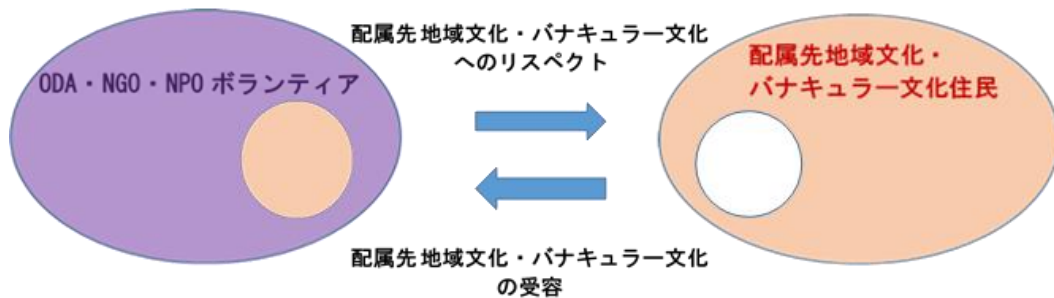 配属先地域文化・バナキュラー文化
へのリスペクト
ODA・NGO・NPO ボランティア
配属先地域文化・
バナキュラー文化住民
配属先地域文化・バナキュラー文化
の受容